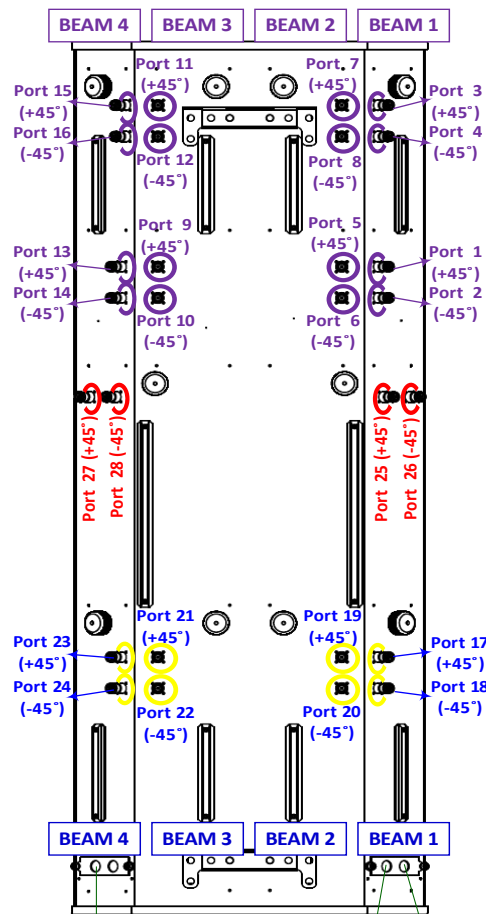 BEAM 4 BEAM 3 BEAM 2 BEAM 1
Port 11
(+45˚)
Port 7
(+45˚)
Port 15
(+45˚)
Port 3
(+45˚)
Port 16
(-45˚)
Port 4
(-45˚)
Port 12
(-45˚)
Port 8
(-45˚)
Port 9
(+45˚)
Port 5
(+45˚)
Port 13
(+45˚)
Port 1
(+45˚)
Port 14
(-45˚)
Port 2
(-45˚)
Port 10
(-45˚)
Port 6
(-45˚)
Port 27 (+45˚)
Port 28 (-45˚)
Port 25 (+45˚)
Port 26 (-45˚)
Port 21
(+45˚)
Port 19
(+45˚)
Port 23
(+45˚)
Port 17
(+45˚)
Port 24
(-45˚)
Port 18
(-45˚)
Port 22
(-45˚)
Port 20
(-45˚)
BEAM 4 BEAM 3 BEAM 2 BEAM 1